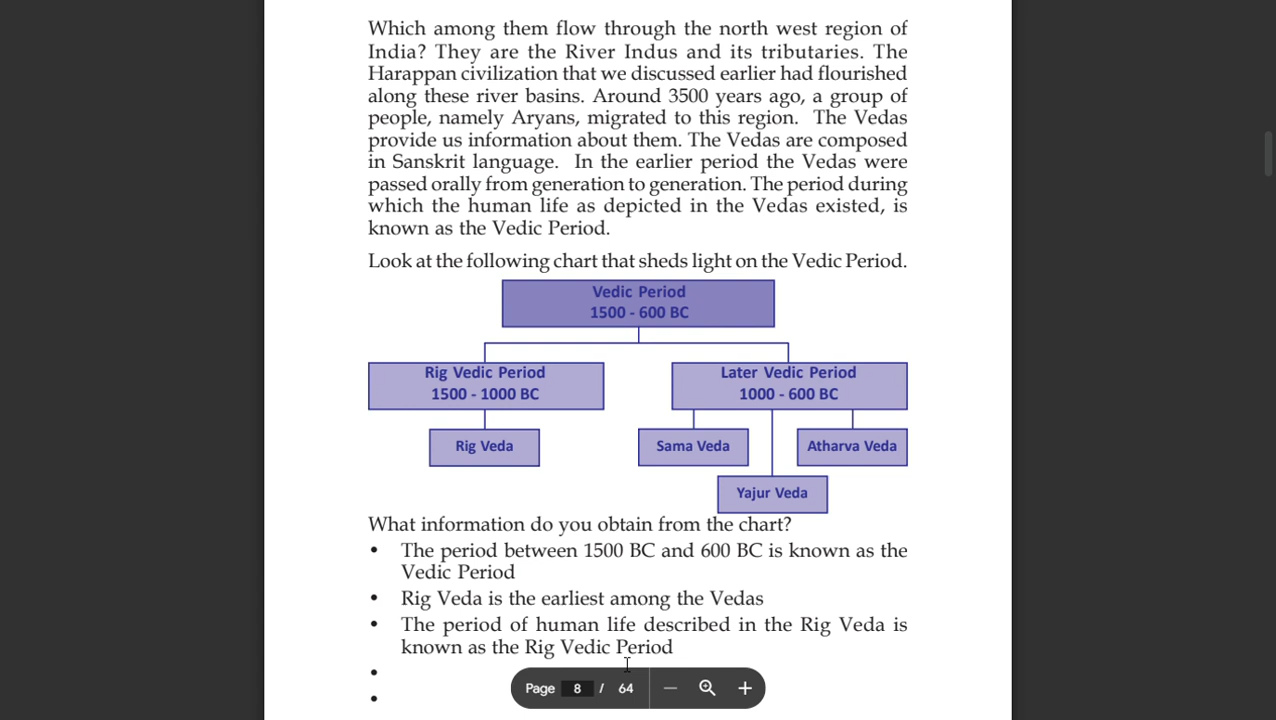 Which among them flow through the north west region of
India? They are the River Indus and its tributaries. The
Harappan civilization that we discussed earlier had flourished
along these river basins. Around 3500 years ago, a group of
people, namely Aryans, migrated to this region. The Vedas
provide us information about them. The Vedas are composed
in Sanskrit language. In the earlier period the Vedas were
passed orally from generation to generation. The period during
which the human life as depicted in the Vedas existed, is
known as the Vedic Period.
Look at the following chart that sheds light on the Vedic Period.
Vedic Period
1500 - 600 BC
Rig Vedic Period
1500 - 1000 BC
Later Vedic Period
1000 - 600 BC
Rig Veda
Sama Veda
Atharva Veda
Yajur Veda
What information do you obtain from the chart?
• The period between 1500 BC and 600 BC is known as the
Vedic Period
• Rig Veda is the earliest among the Vedas
• The period of human life described in the Rig Veda is
known as the Rig Vedic Period
•
•
Page 8 / 64